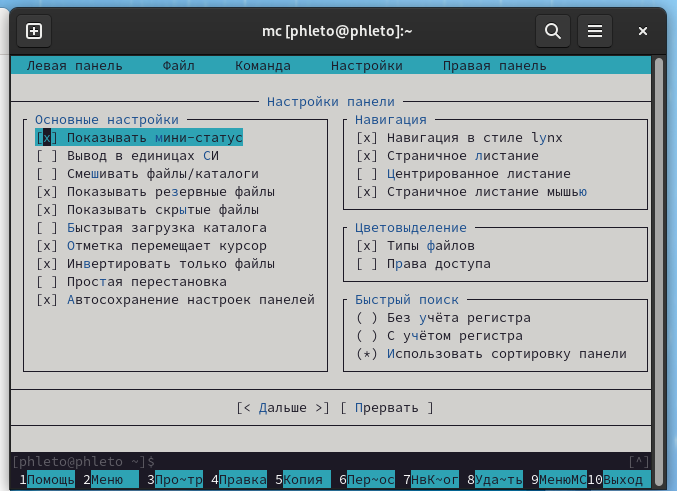 mc [phleto@phleto]:~
Левая панель Файл Команда Настройки Правая панель
Настройки панели
Основные настройки
[x] Показывать мини-статус
[ ] Вывод в единицах СИ
[ ] Смешивать файлы/каталоги
[x] Показывать резервные файлы
[x] Показывать скрытые файлы
[ ] Быстрая загрузка каталога
[x] Отметка перемещает курсор
[x] Инвертировать только файлы
[ ] Простая перестановка
[x] Автосохранение настроек панелей
Навигация
[x] Навигация в стиле lynx
[x] Страничное листание
[ ] Центрированное листание
[x] Страничное листание мышью
Цветовыделение
[x] Типы файлов
[ ] Права доступа
Быстрый поиск
( ) Без учёта регистра
( ) С учётом регистра
(*) Использовать сортировку панели
[< Дальше >] [ Прервать ]
[phleto@phleto ~]$ [^]
1Помощь 2Меню 3Про~тр 4Правка 5Копия 6Пер~ос 7НвК~ог 8Уда~ть 9МенюMC 10Выход